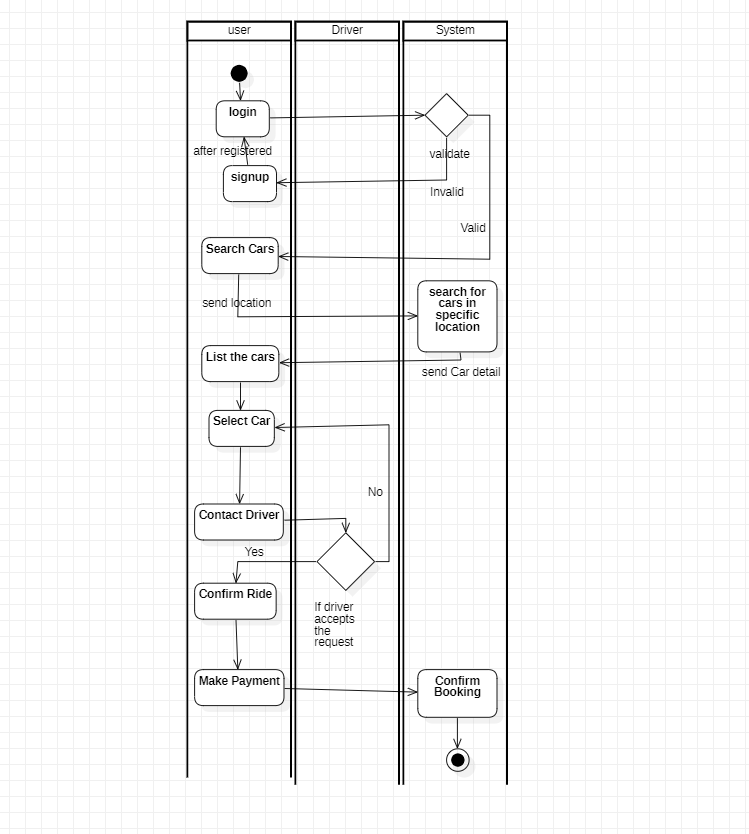 user
Driver
System
login
after registered
validate
signup
Invalid
Valid
Search Cars
send location
search for
cars in
specific
location
List the cars
send Car detail
Select Car
No
Contact Driver
Yes
Confirm Ride
If driver
accepts
the
request
Make Payment
Confirm
Booking